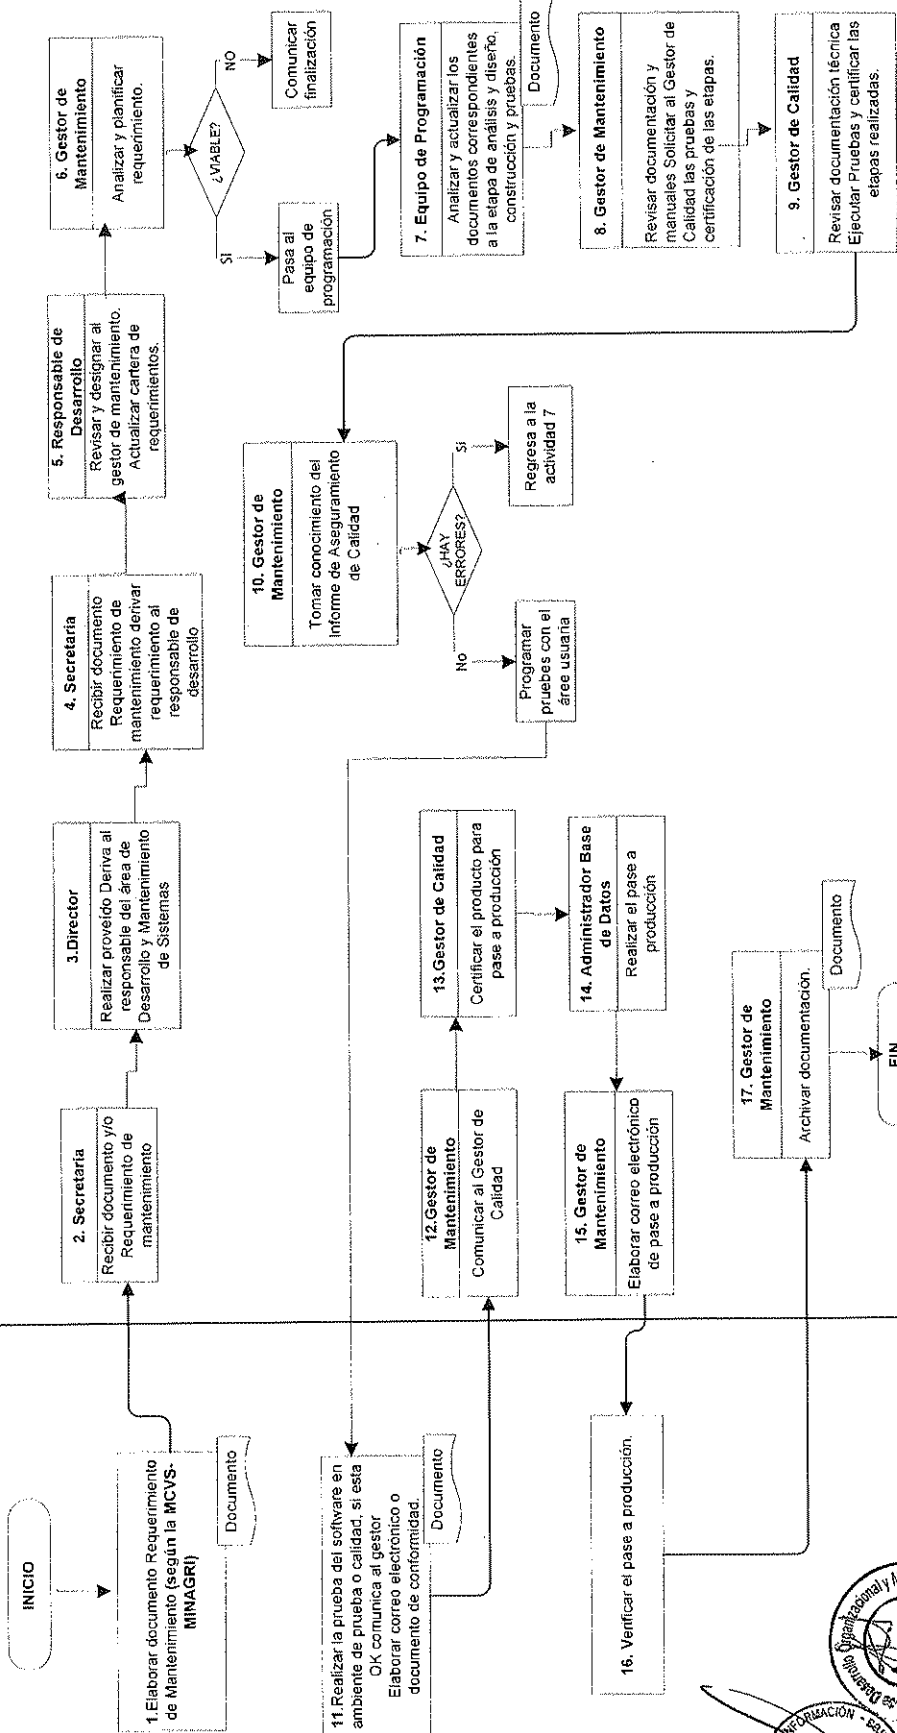 INICIO
1.Elaborar documento Requerimiento
de Mantenimiento (según la MCVS-
MINAGRI)
Documento
2. Secretaria
Recibir documento y/o
Requerimiento de
mantenimiento
3.Director
Realizar proveído Deriva al
responsable del área de
Desarrollo y Mantenimiento
de Sistemas
4. Secretaria
Recibir documento
Requerimiento de
mantenimiento derivar
requerimiento al
responsable de
desarrollo
5. Responsable de
Desarrollo
Revisar y designar al
gestor de mantenimiento.
Actualizar cartera de
requerimientos.
6. Gestor de
Mantenimiento
Analizar y planificar
requerimiento.
¿VIABLE?
NO
Comunicar
finalización
SI
Pasa al
equipo de
programación
7. Equipo de Programación
Analizar y actualizar los
documentos correspondientes
a la etapa de análisis y diseño,
construcción y pruebas.
Documento
8. Gestor de Mantenimiento
Revisar documentación y
manuales Solicitar al Gestor de
Calidad las pruebas y
certificación de las etapas.
9. Gestor de Calidad
Revisar documentación técnica
Ejecutar Pruebas y certificar las
etapas realizadas.
10. Gestor de
Mantenimiento
Tomar conocimiento del
Informe de Aseguramiento
de Calidad
¿HAY
ERRORES?
Si
Regresa a la
actividad 7
No
Programar
pruebes con el
áree usuaria
11.Realizar la prueba del software en
ambiente de prueba o calidad, si esta
OK comunica al gestor
Elaborar correo electrónico o
documento de conformidad.
Documento
12.Gestor de
Mantenimiento
Comunicar al Gestor de
Calidad
13.Gestor de Calidad
Certificar el producto para
pase a producción
14. Administrador Base
de Datos
Realizar el pase a
producción
15. Gestor de
Mantenimiento
Elaborar correo electrónico
de pase a producción
16. Verificar el pase a producción.
17. Gestor de
Mantenimiento
Archivar documentación.
Documento
FIN
Desarrollo Organizacional y